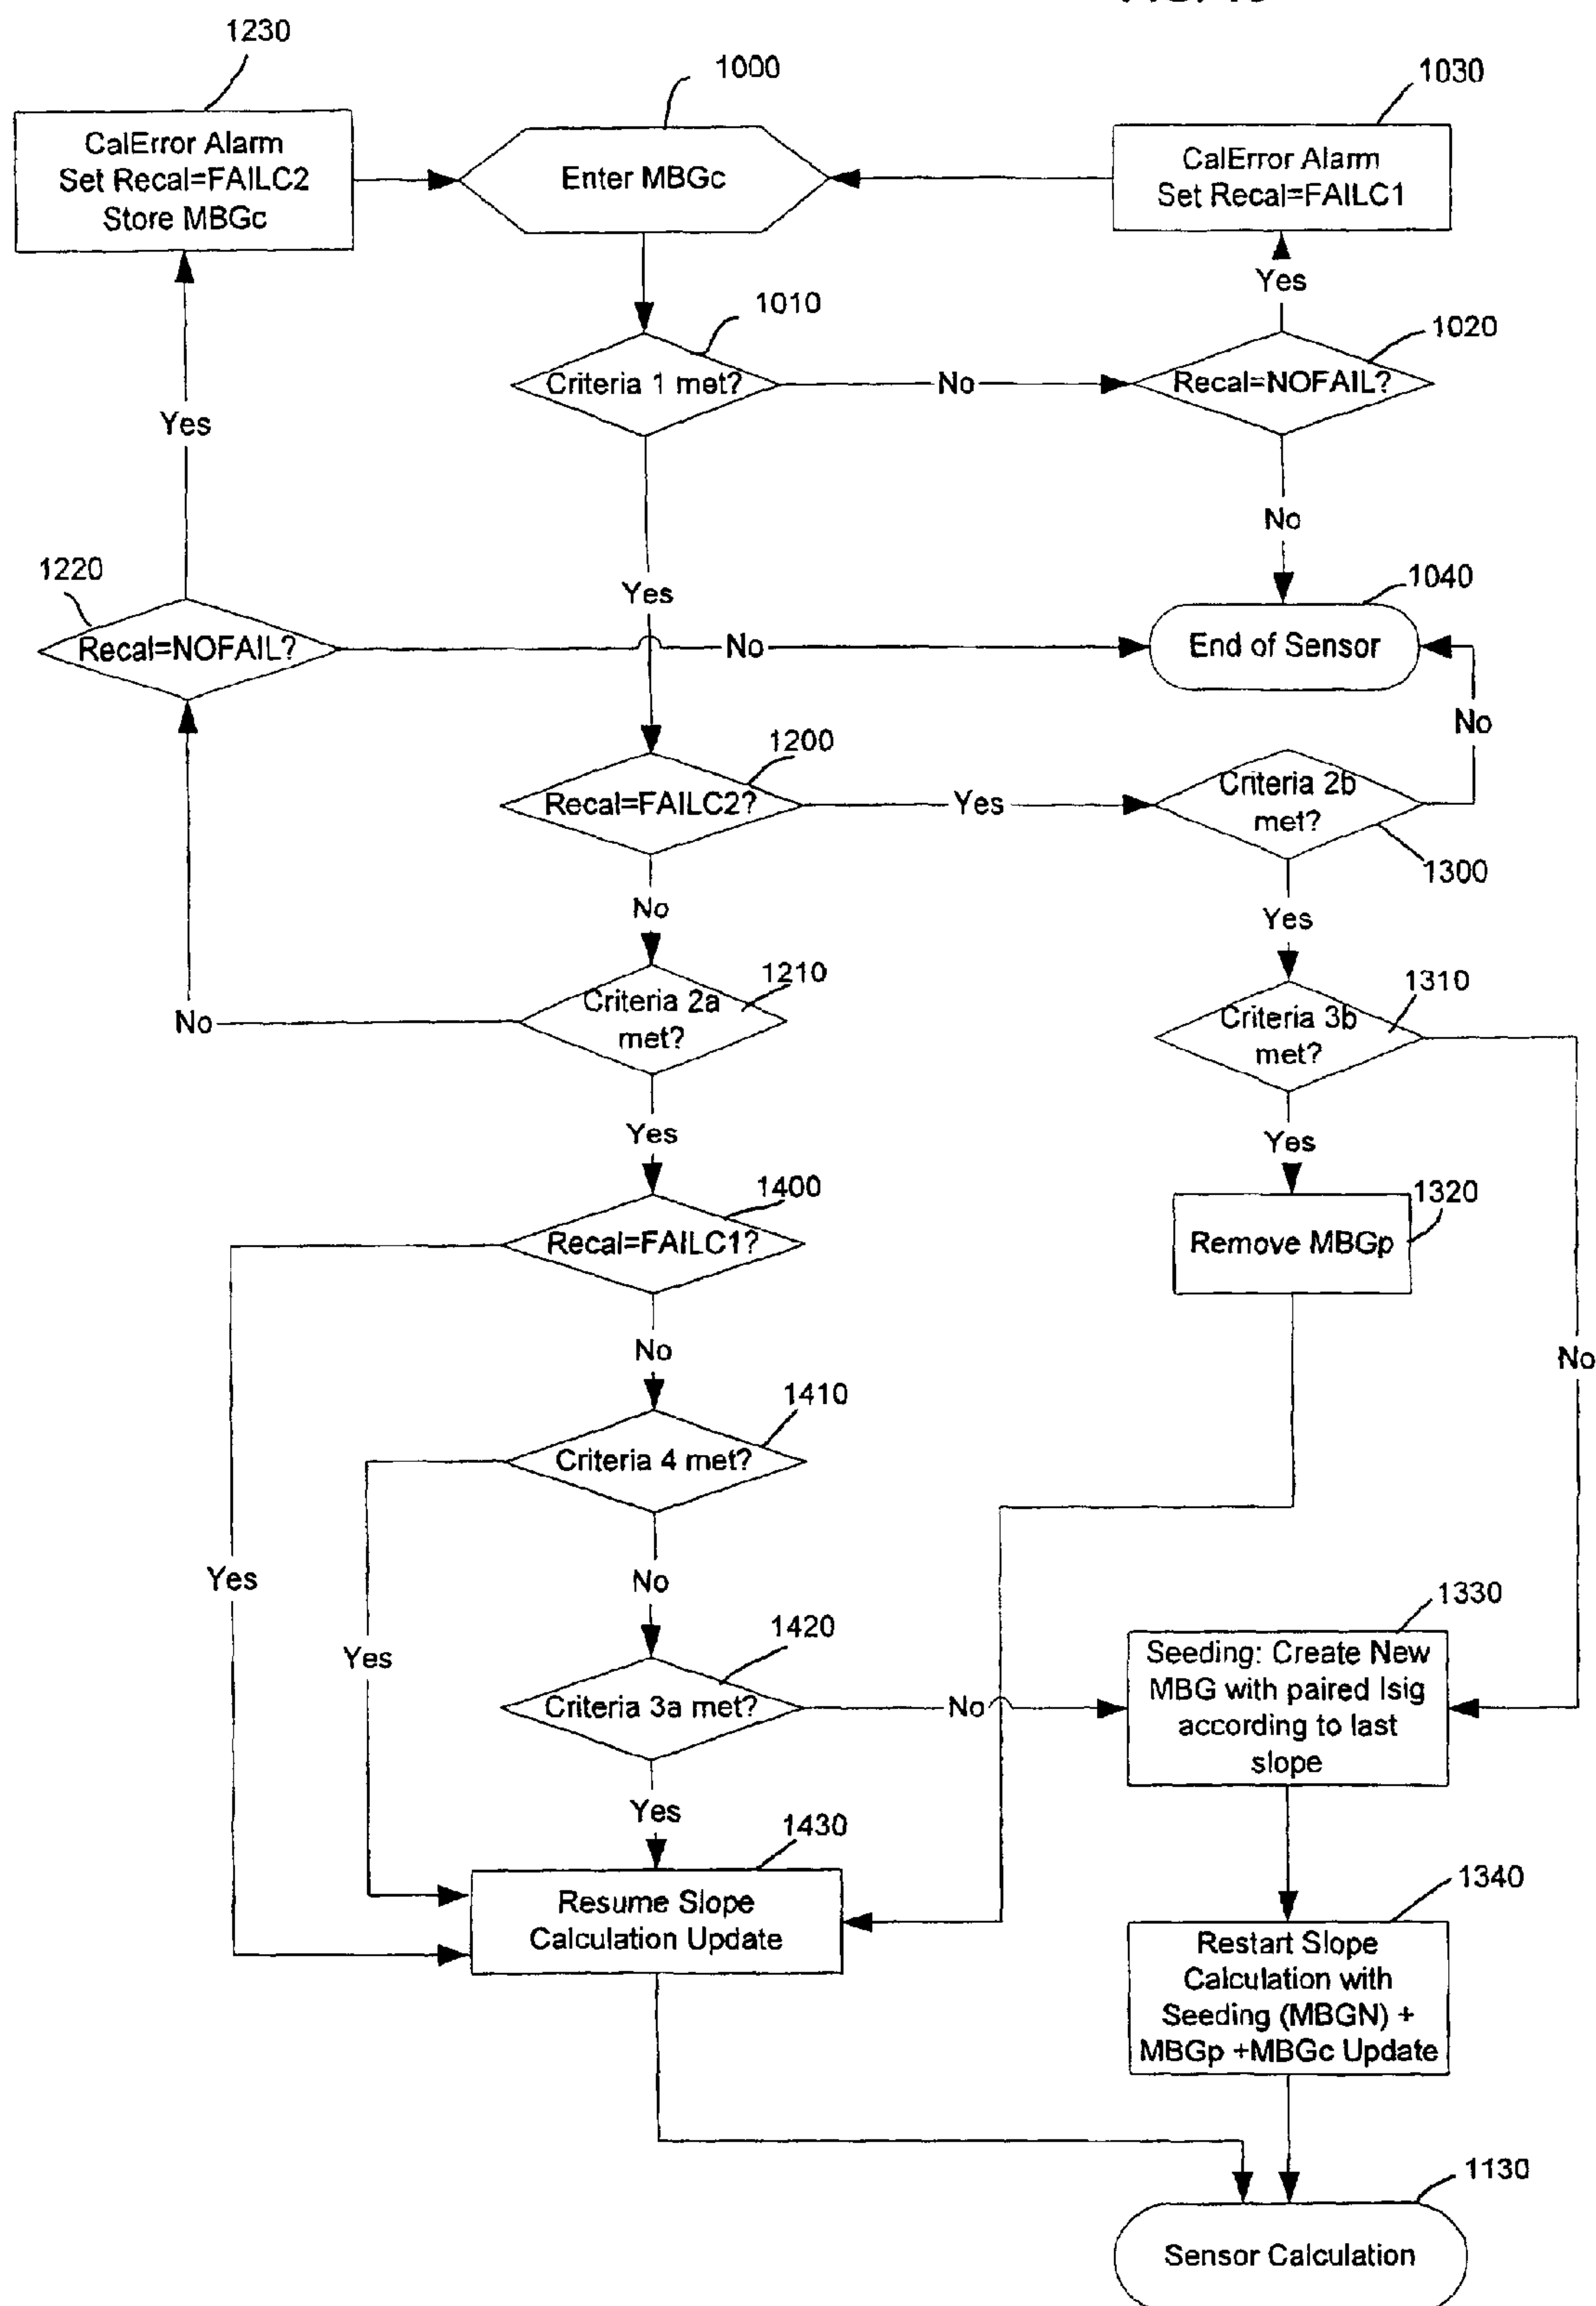 1230
1000
1030
CalError Alarm
Set Recal=FAILC2
Store MBGc
Enter MBGc
CalError Alarm
Set Recal=FAILC1
Yes
1010
1020
Criteria 1 met?
No
Recal=NOFAIL?
Yes
No
1220
Yes
1040
Recal=NOFAIL?
No
End of Sensor
No
1200
Recal=FAILC2?
Yes
Criteria 2b
met?
1300
No
Yes
1210
Criteria 2a
met?
No
1310
Criteria 3b
met?
Yes
Yes
1400
1320
Recal=FAILC1?
Remove MBGp
No
No
1410
Criteria 4 met?
Yes
No
1330
1420
Yes
Seeding: Create New
MBG with paired Isig
according to last
slope
Criteria 3a met?
No
Yes
1430
1340
Resume Slope
Calculation Update
Restart Slope
Calculation with
Seeding (MBGN) +
MBGp +MBGc Update
1130
Sensor Calculation